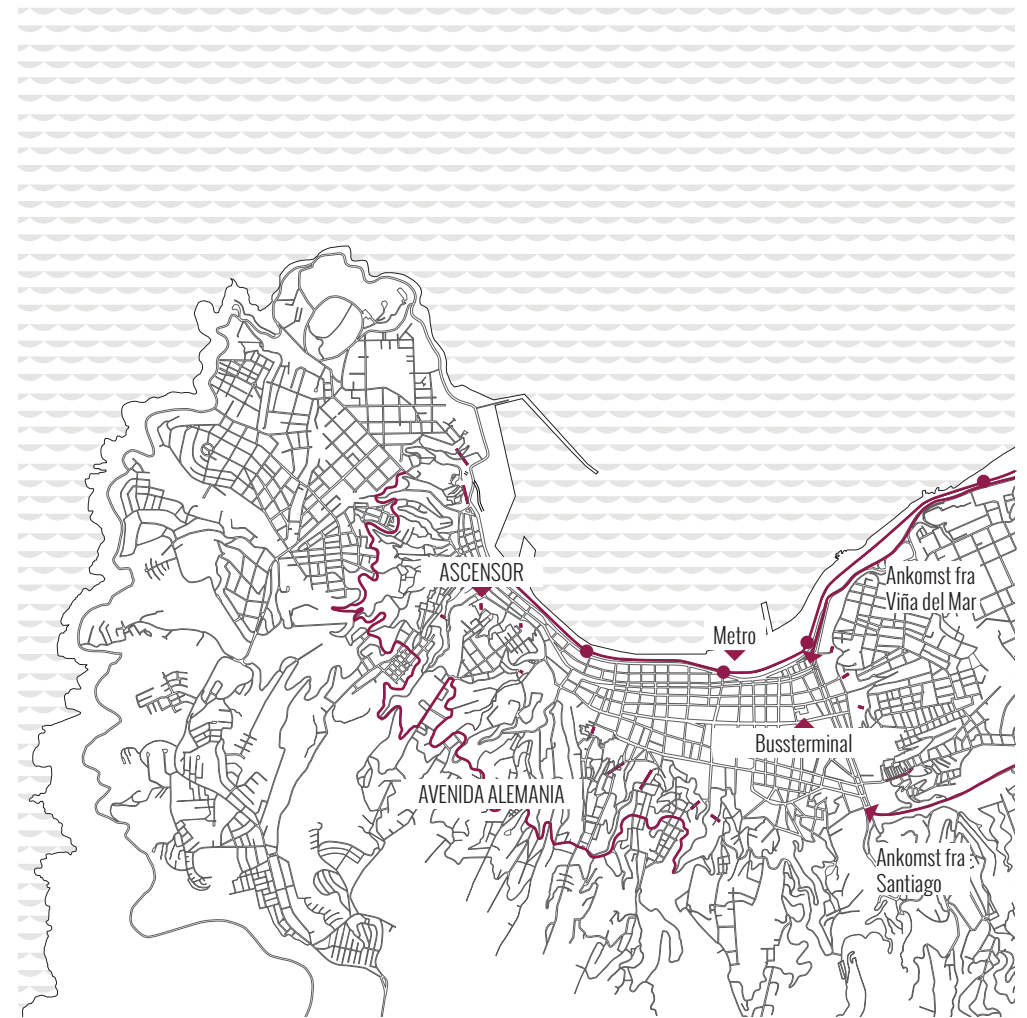 ASCENSOR
Ankomst fra
Viña del Mar
Metro
Bussterminal
AVENIDA ALEMANIA
Ankomst fra
Santiago